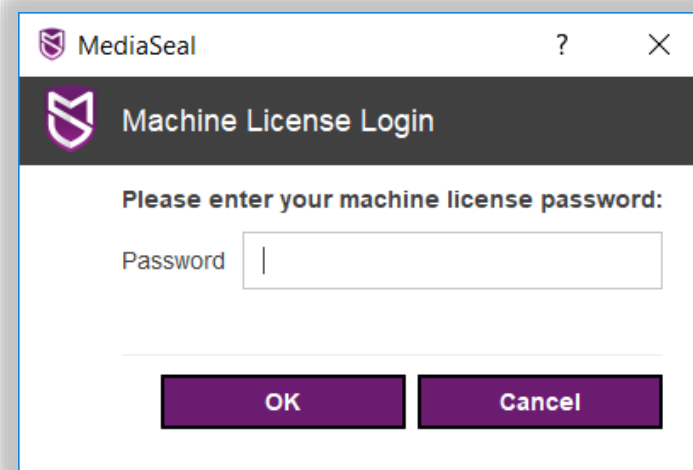 MediaSeal ?
Machine License Login
Please enter your machine license password:
Password
OK Cancel